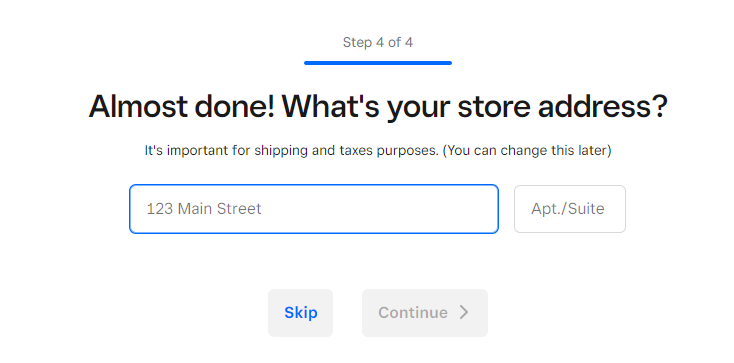 Step 4 of 4
Almost done! What's your store address?
It's important for shipping and taxes purposes. (You can change this later)
123 Main Street
Apt./Suite
Skip
Continue